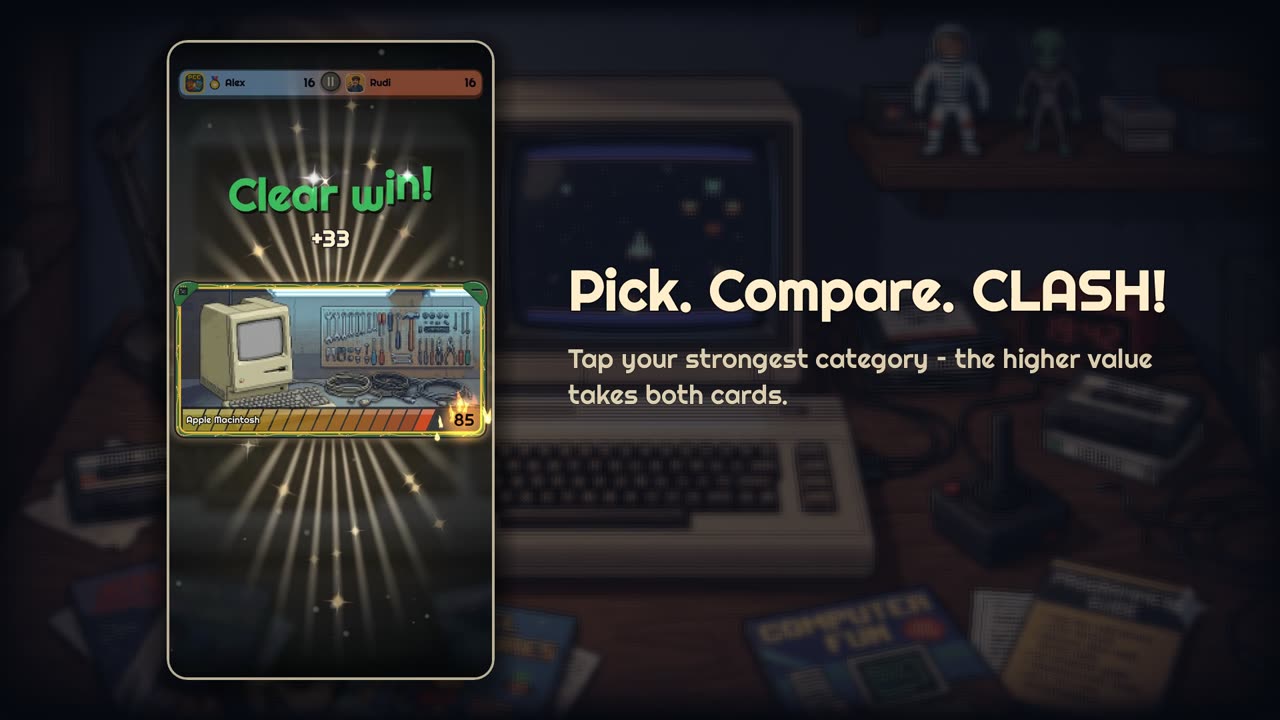 Alex 16 Rudi 16
Clear win!
+33
Apple Macintosh 85
Pick. Compare. CLASH!
Tap your strongest category - the higher value
takes both cards.
COMPUTER
FUN